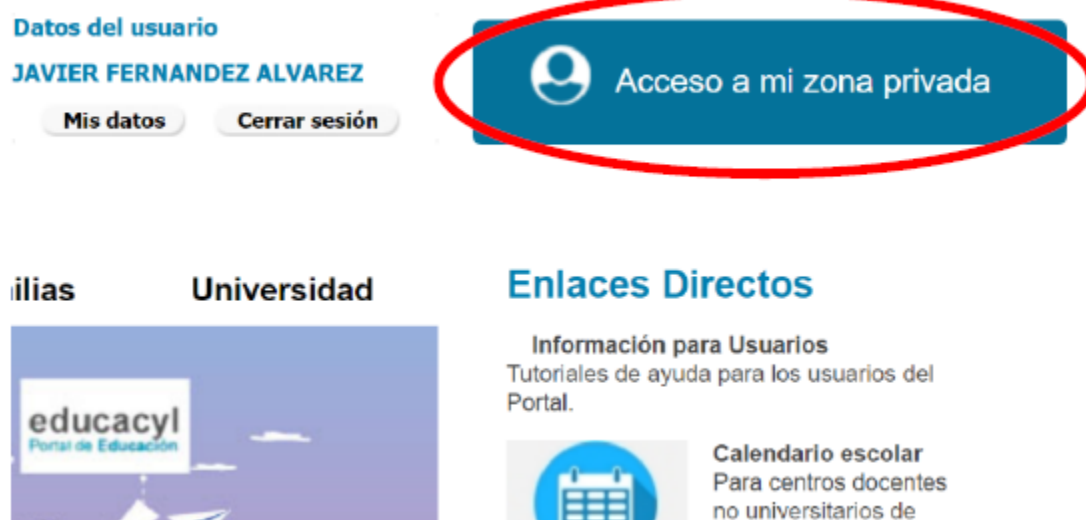 Datos del usuario
JAVIER FERNANDEZ ALVAREZ
Mis datos
Cerrar sesión
Acceso a mi zona privada
ilias
Universidad
educacyl
Portal de Educación
Enlaces Directos
Información para Usuarios
Tutoriales de ayuda para los usuarios del
Portal.
Calendario escolar
Para centros docentes
no universitarios de